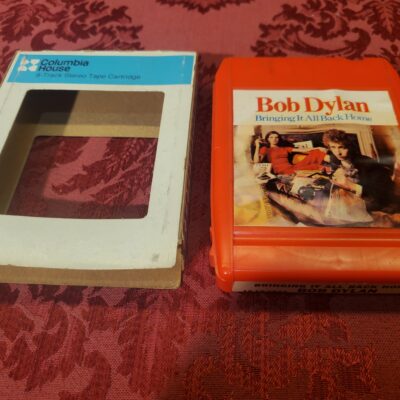 Columbia
House
8-Track Stereo Tape Cartridge
Bob Dylan
Bringing It All Back Home
BRINGING IT ALL BACK HOME
BOB DYLAN